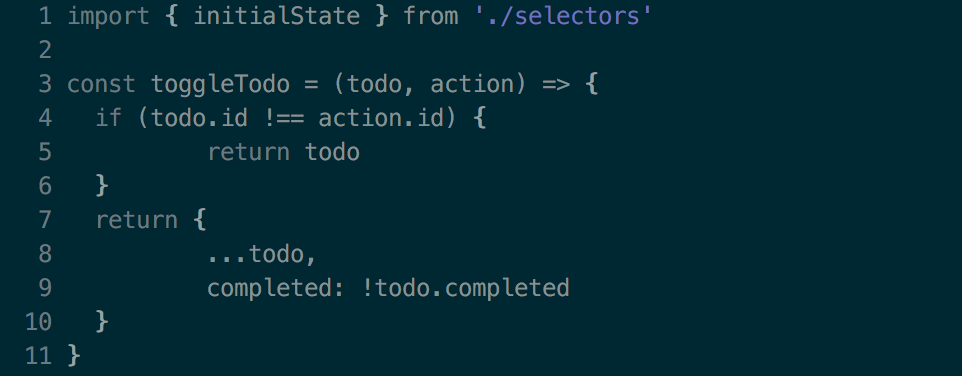 1 import { initialState } from './selectors'
2
3 const toggleTodo = (todo, action) => {
4   if (todo.id !== action.id) {
5           return todo
6   }
7   return {
8           ...todo,
9           completed: !todo.completed
10   }
11 }